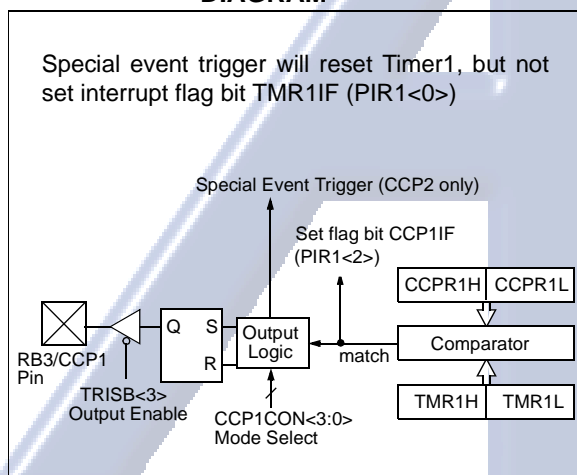 DIAGRAM
Special event trigger will reset Timer1, but not
set interrupt flag bit TMR1IF (PIR1<0>)
Special Event Trigger (CCP2 only)
Set flag bit CCP1IF
(PIR1<2>)
CCPR1H CCPR1L
Q S
R
Output
Logic
match
Comparator
RB3/CCP1
Pin
TRISB<3>
Output Enable
CCP1CON<3:0>
Mode Select
TMR1H TMR1L